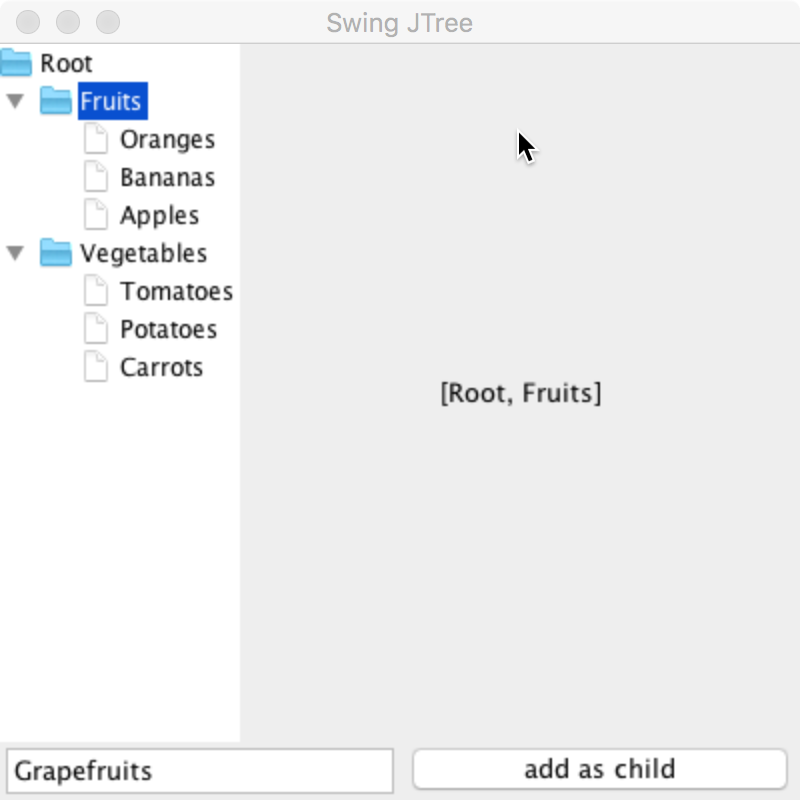 Swing JTree
Root
Fruits
Oranges
Bananas
Apples
Vegetables
Tomatoes
Potatoes
Carrots
[Root, Fruits]
Grapefruits
add as child